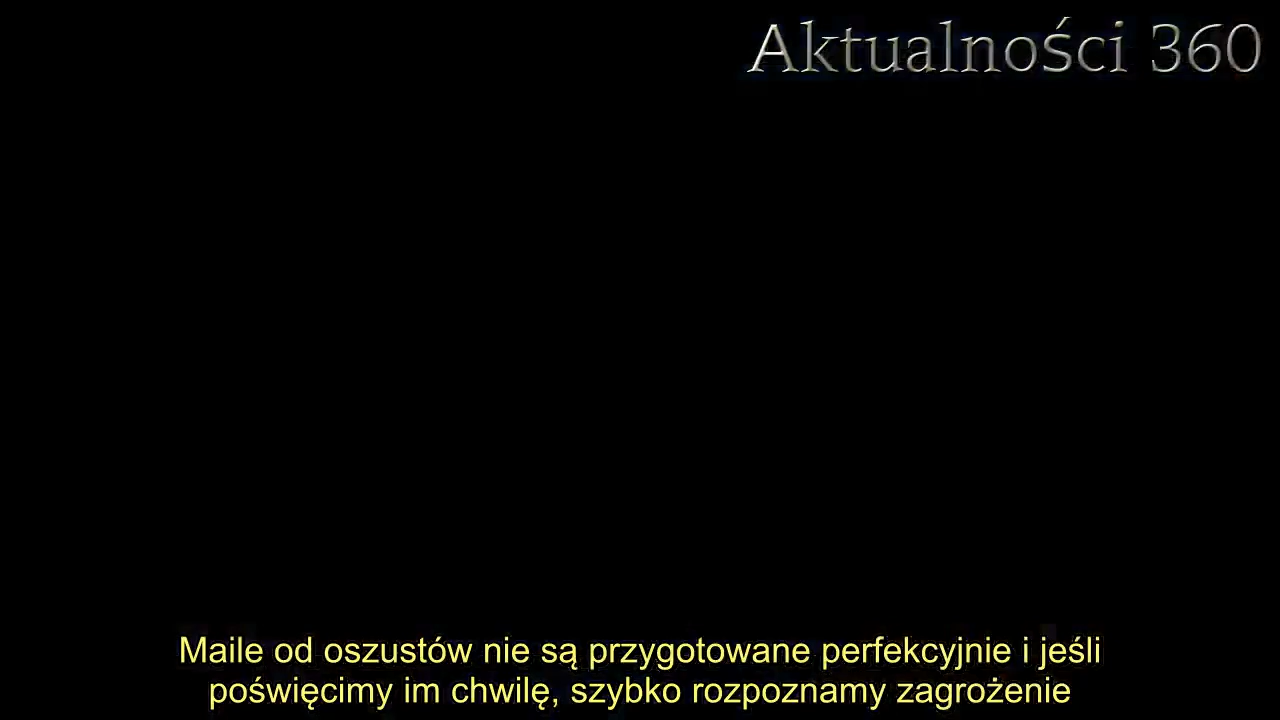 Aktualności 360
Maile od oszustów nie są przygotowane perfekcyjnie i jeśli
poświęcimy im chwilę, szybko rozpoznamy zagrożenie